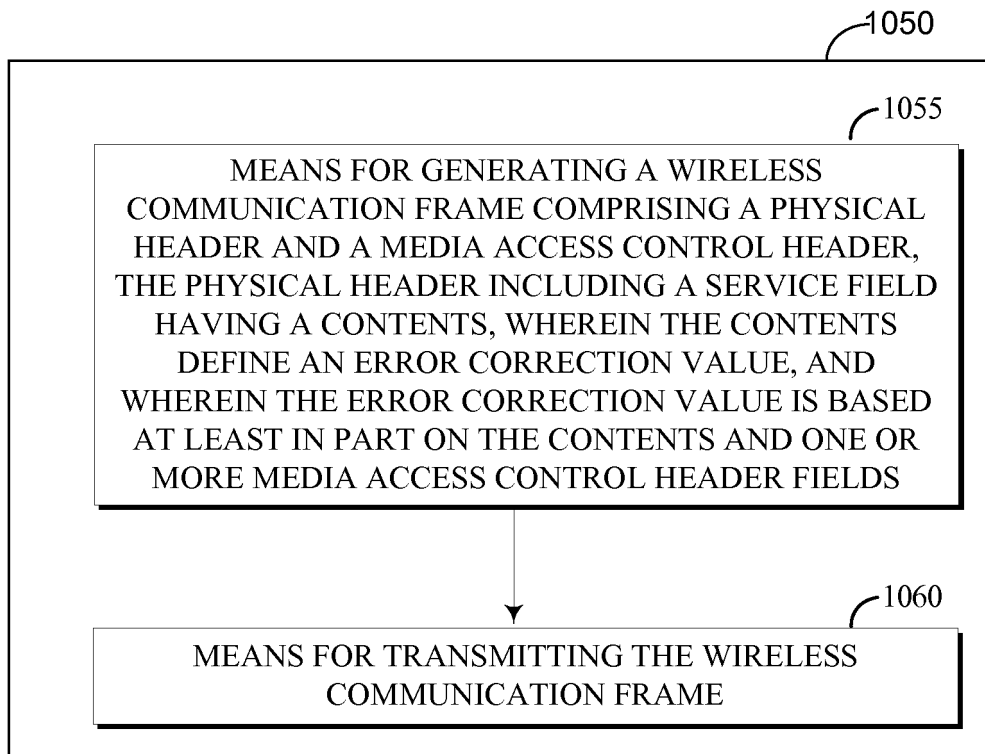 1050
1055
MEANS FOR GENERATING A WIRELESS
COMMUNICATION FRAME COMPRISING A PHYSICAL
HEADER AND A MEDIA ACCESS CONTROL HEADER,
THE PHYSICAL HEADER INCLUDING A SERVICE FIELD
HAVING A CONTENTS, WHEREIN THE CONTENTS
DEFINE AN ERROR CORRECTION VALUE, AND
WHEREIN THE ERROR CORRECTION VALUE IS BASED
AT LEAST IN PART ON THE CONTENTS AND ONE OR
MORE MEDIA ACCESS CONTROL HEADER FIELDS
1060
MEANS FOR TRANSMITTING THE WIRELESS
COMMUNICATION FRAME